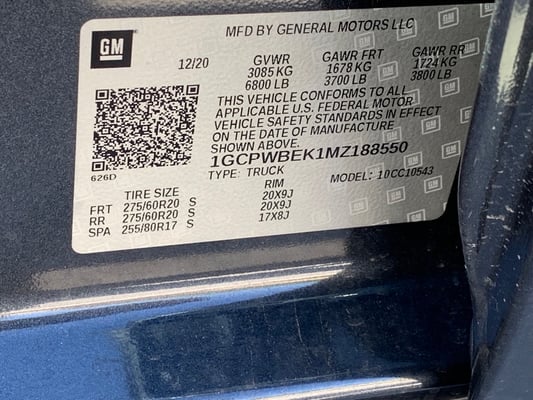 GM
MFD BY GENERAL MOTORS LLC
12/20 GVWR GAWR FRT GAWR RR
3085 KG 1678 KG 1724 KG
6800 LB 3700 LB 3800 LB
THIS VEHICLE CONFORMS TO ALL
APPLICABLE U.S. FEDERAL MOTOR
VEHICLE SAFETY STANDARDS IN EFFECT
ON THE DATE OF MANUFACTURE
SHOWN ABOVE.
1GCPWBEK1MZ188550
626D
TYPE: TRUCK MODEL: 10CC10543
TIRE SIZE RIM
FRT 275/60R20 S 20X9J
RR 275/60R20 S 20X9J
SPA 255/80R17 S 17X8J